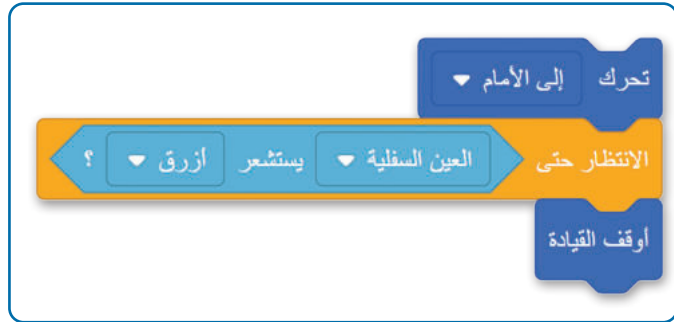 تحرك إلى الأمام
الانتظار حتى العين السفلية يستشعر أزرق ؟
أوقف القيادة